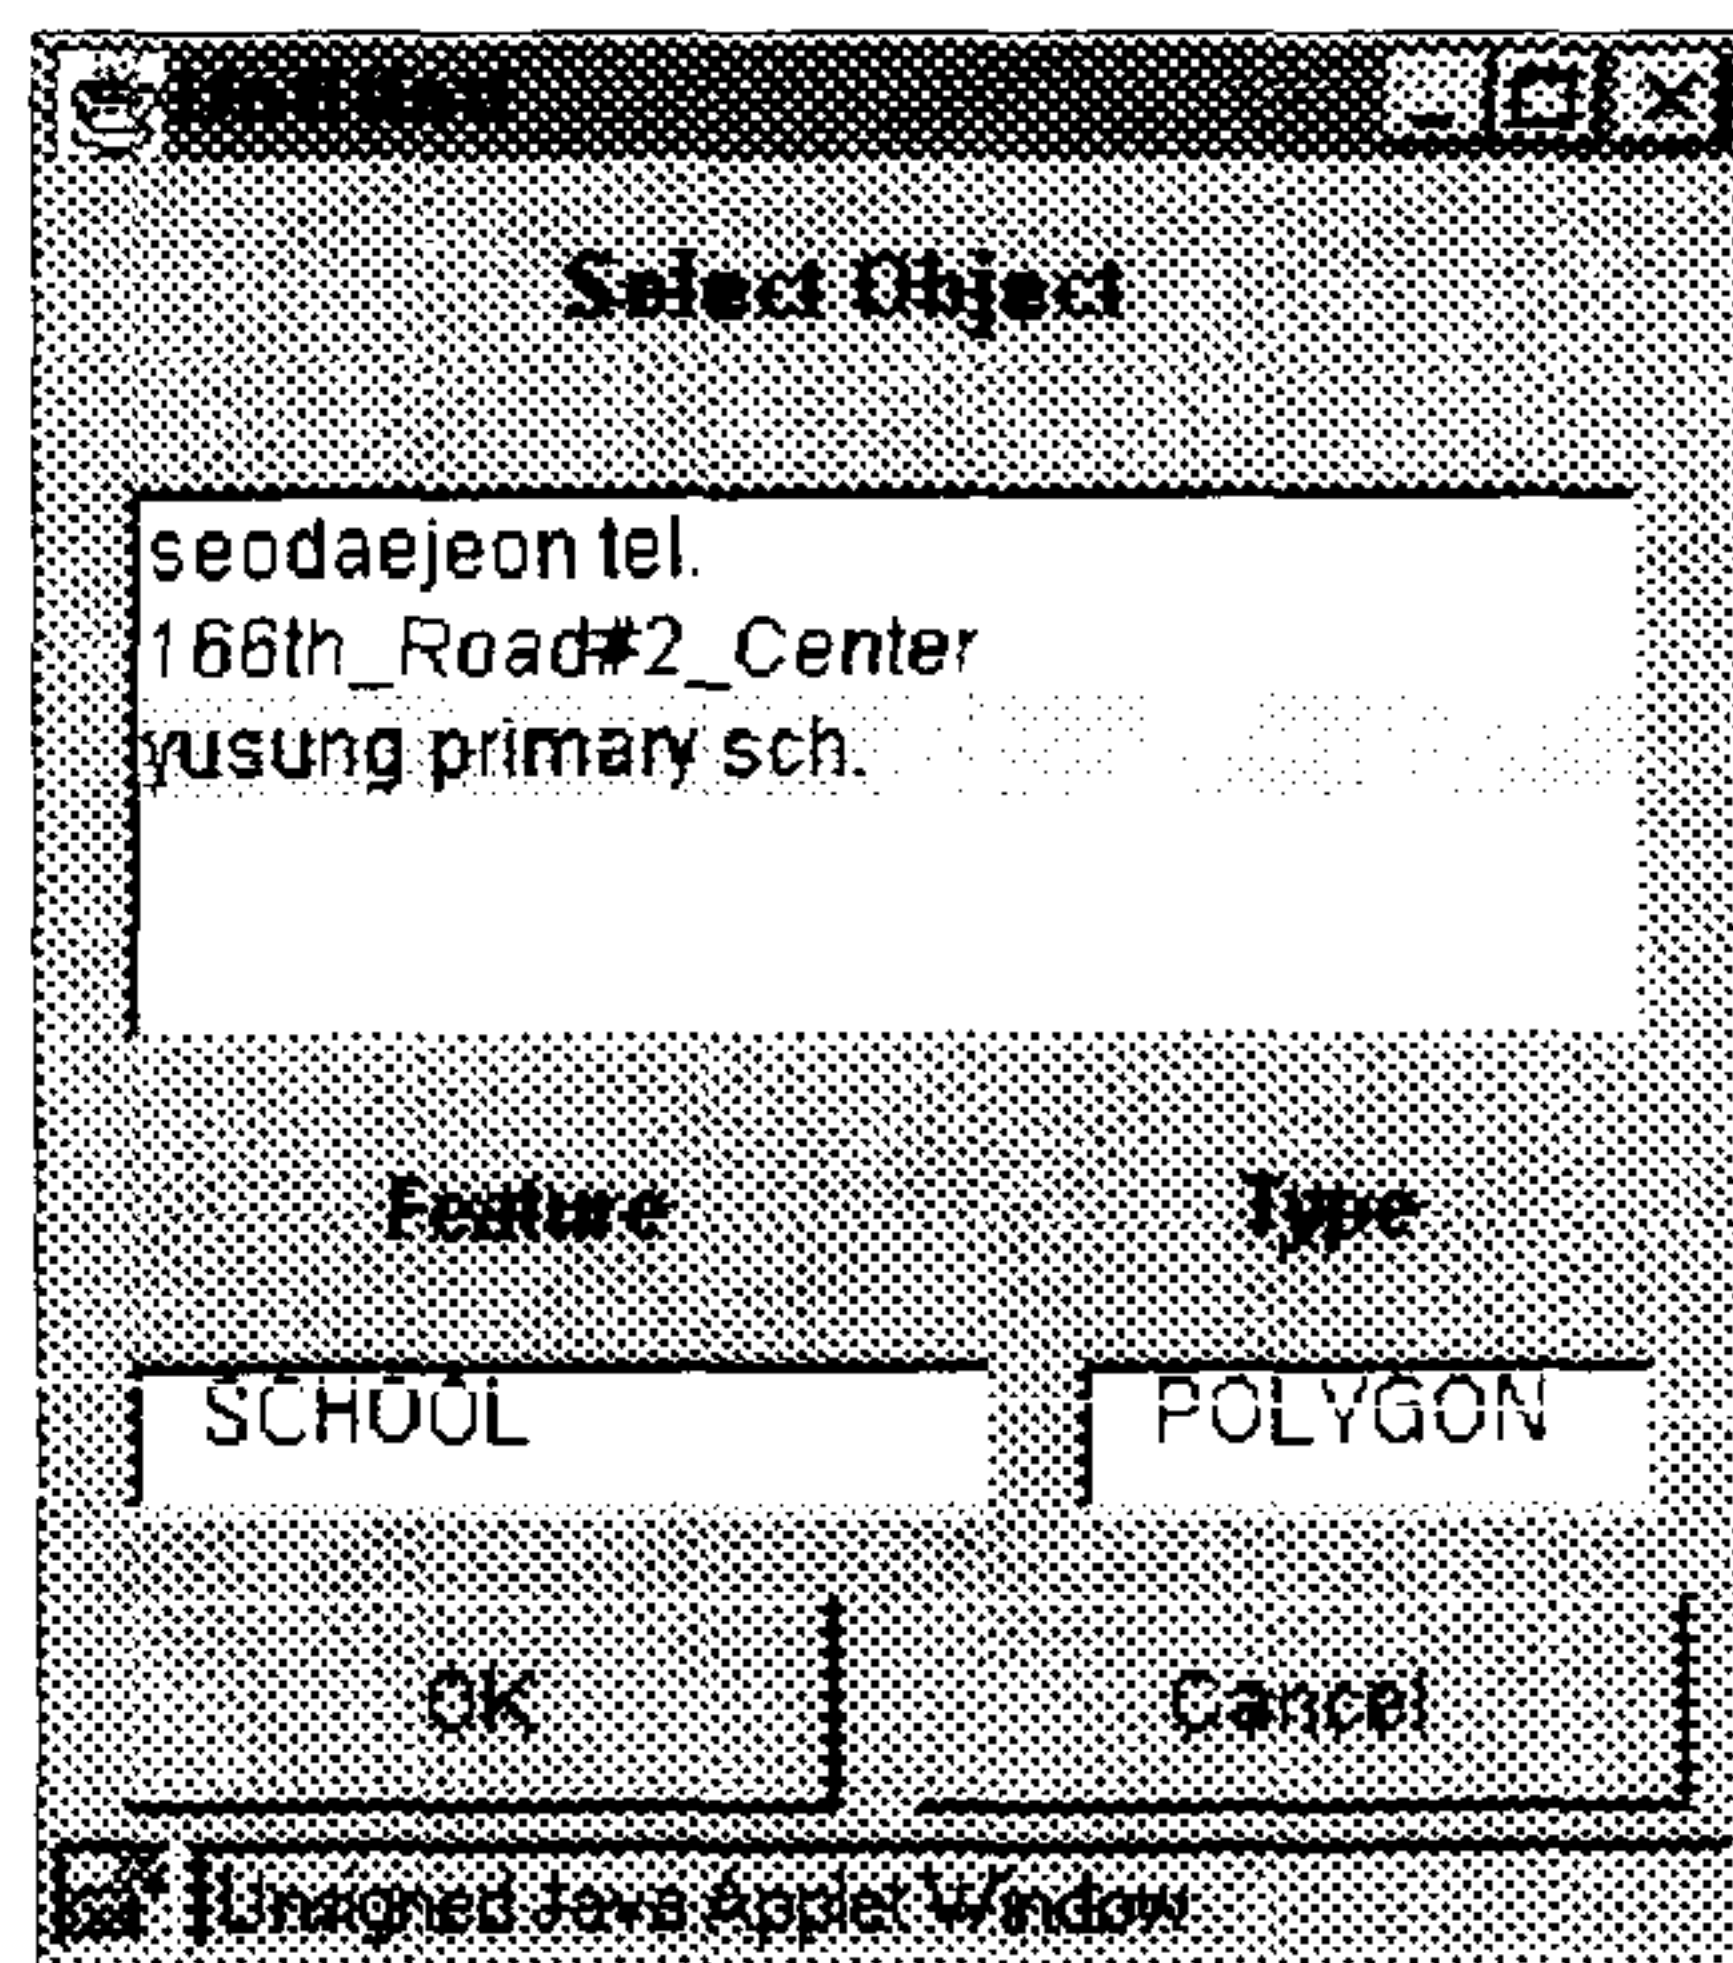 Select Object
seodaejeon tel.
166th_Road#2_Center
yusung primary sch.
Feature Type
SCHOOL POLYGON
OK Cancel
Unsigned Java Applet Window